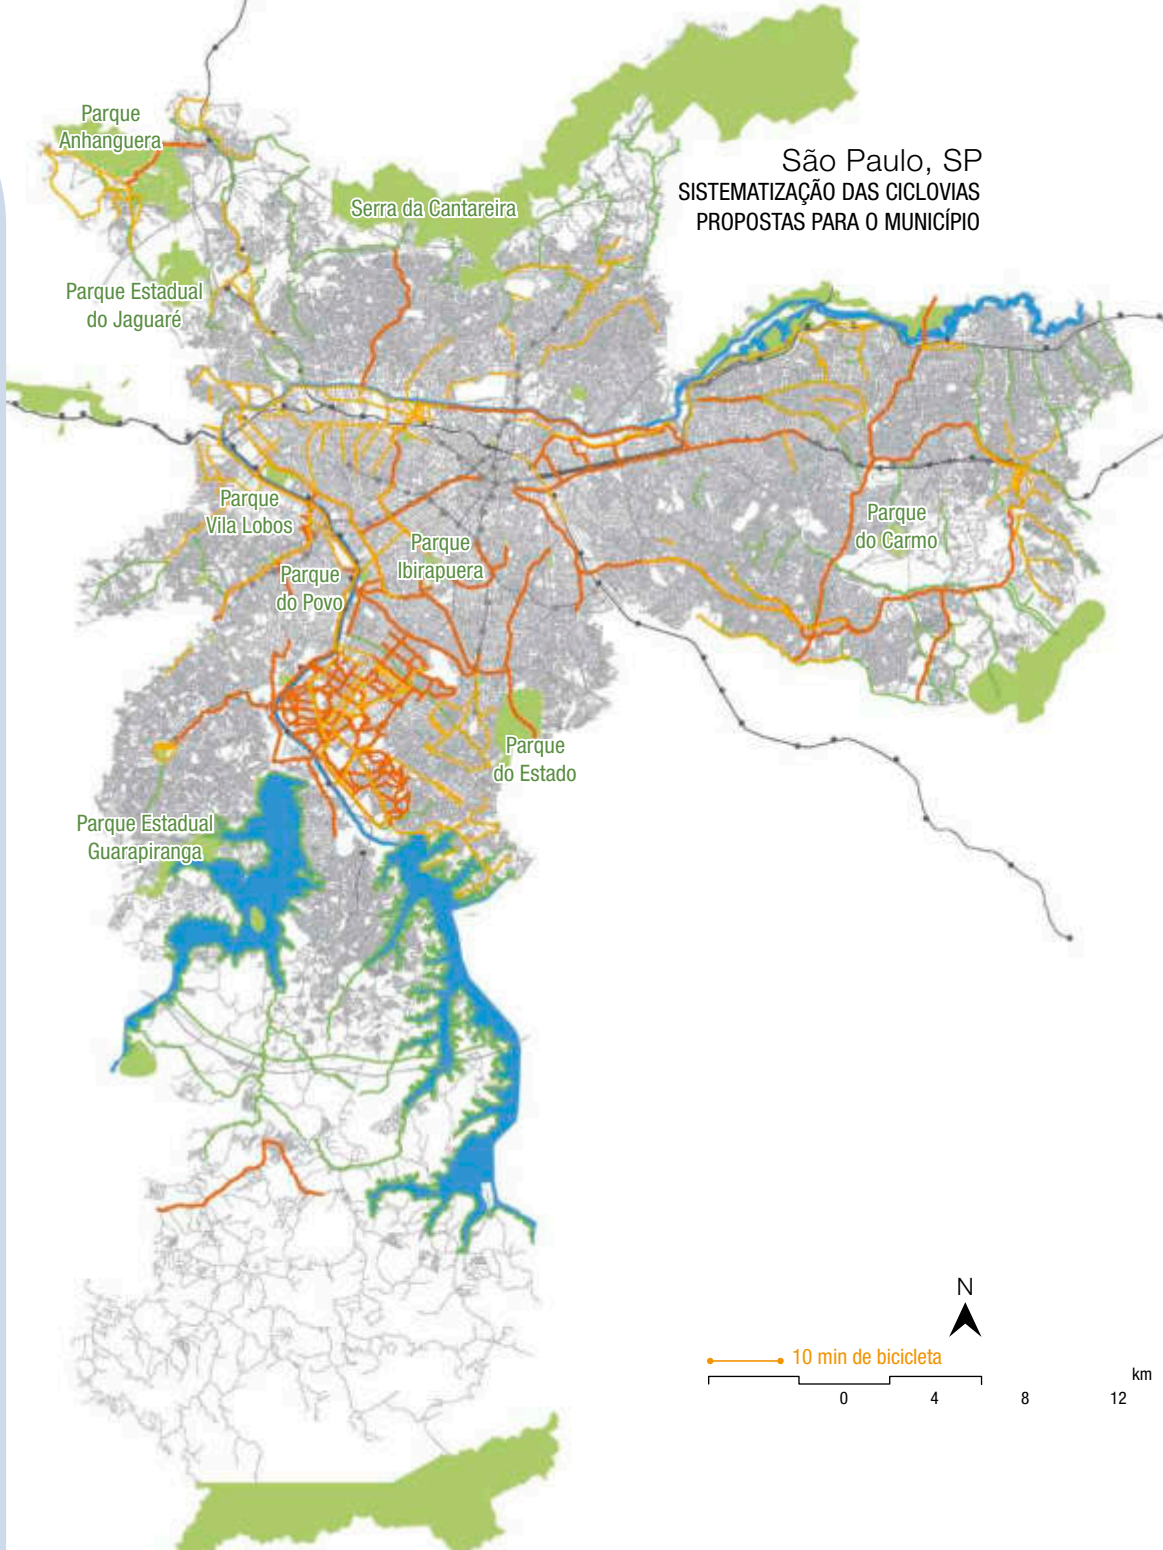 Parque
Anhanguera
São Paulo, SP
SISTEMATIZAÇÃO DAS CICLOVIAS
PROPOSTAS PARA O MUNICÍPIO
Serra da Cantareira
Parque Estadual
do Jaguaré
Parque
Vila Lobos
Parque
do Carmo
Parque
Ibirapuera
Parque
do Povo
Parque
do Estado
Parque Estadual
Guarapiranga
N
10 min de bicicleta
km
0 4 8 12